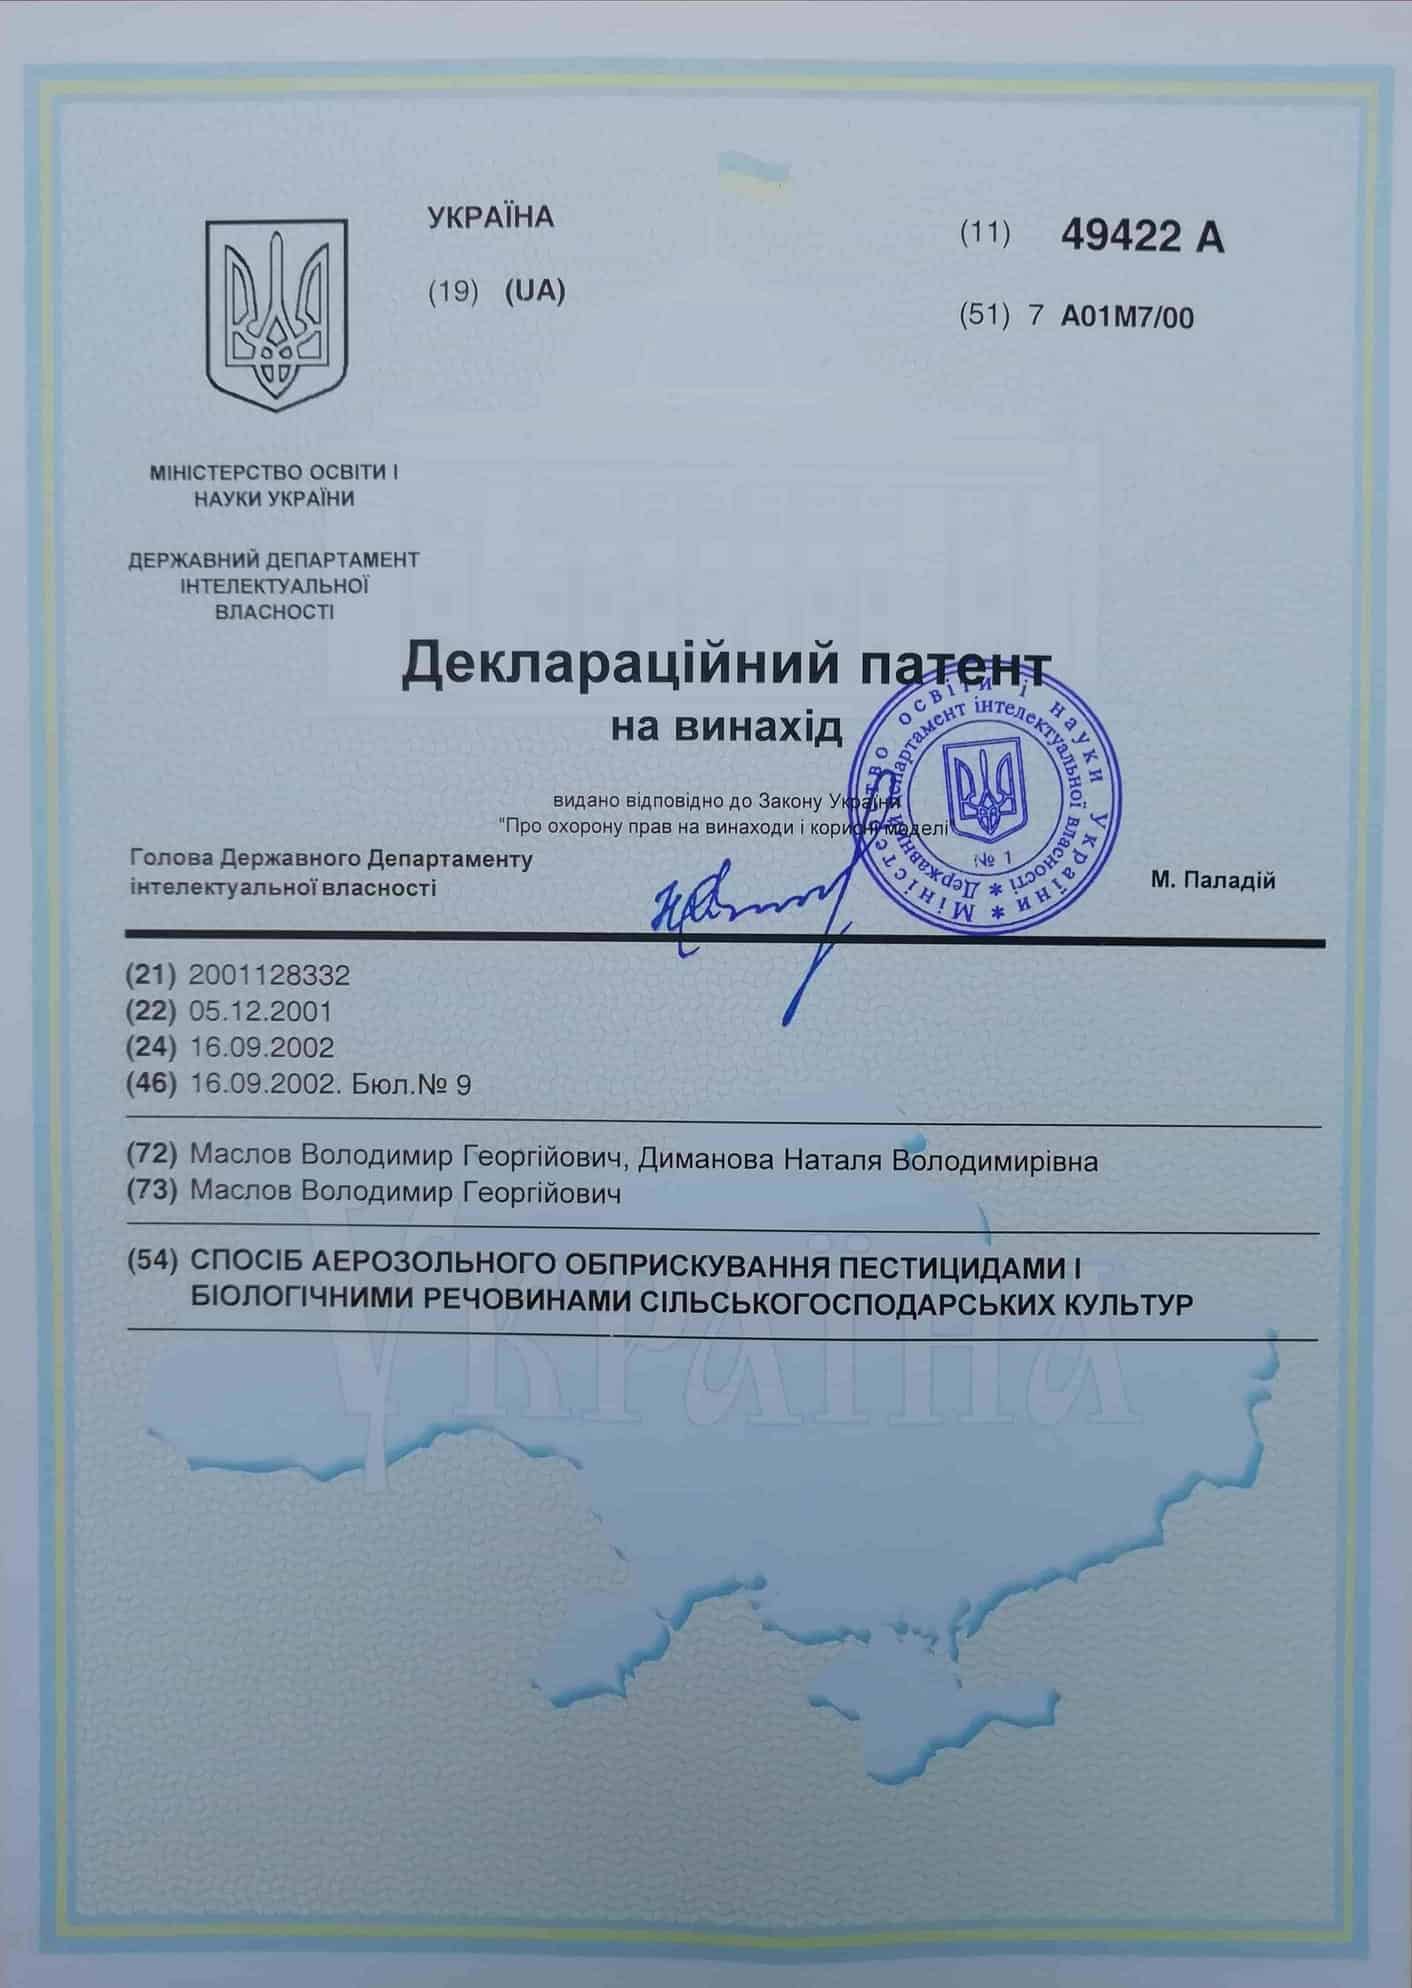 УКРАЇНА
(19) (UA)
(11) 49422 А
(51) 7 А01М7/00
МІНІСТЕРСТВО ОСВІТИ І
НАУКИ УКРАЇНИ
ДЕРЖАВНИЙ ДЕПАРТАМЕНТ
ІНТЕЛЕКТУАЛЬНОЇ
ВЛАСНОСТІ
Деклараційний патент
на винахід
видано відповідно до Закону України
"Про охорону прав на винаходи і корисні моделі"
Голова Державного Департаменту
інтелектуальної власності
М. Паладій
Міністерство освіти і науки України *
Державний департамент інтелектуальної власності *
№ 1
(21) 2001128332
(22) 05.12.2001
(24) 16.09.2002
(46) 16.09.2002. Бюл.№ 9
(72) Маслов Володимир Георгійович, Диманова Наталя Володимирівна
(73) Маслов Володимир Георгійович
(54) СПОСІБ АЕРОЗОЛЬНОГО ОБПРИСКУВАННЯ ПЕСТИЦИДАМИ І
БІОЛОГІЧНИМИ РЕЧОВИНАМИ СІЛЬСЬКОГОСПОДАРСЬКИХ КУЛЬТУР
Україна